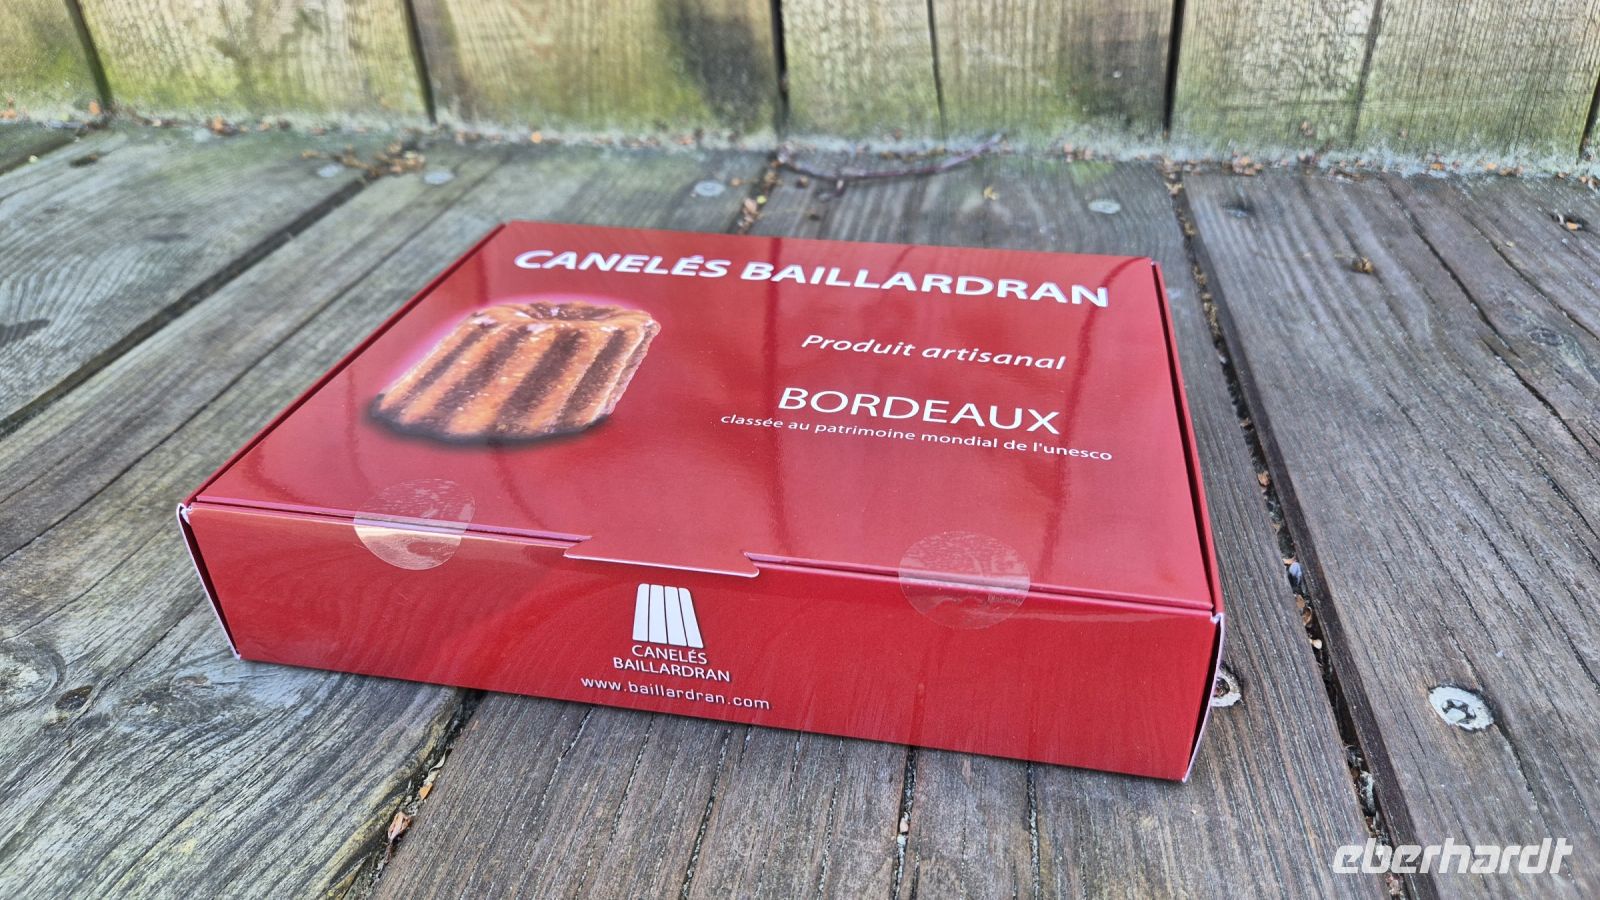 CANELÉS BAILLARDRAN
Produit artisanal
BORDEAUX
classée au patrimoine mondial de l'unesco
CANELÉS
BAILLARDRAN
www.baillardran.com
eberhardt